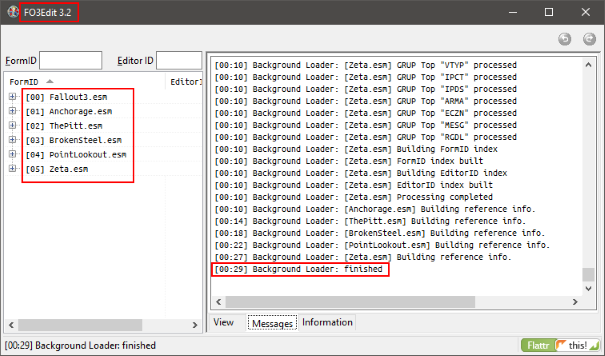 FO3Edit 3.2
FormID
Editor ID
FormID
EditorI
[00] Fallout3.esm
[01] Anchorage.esm
[02] ThePitt.esm
[03] BrokenSteel.esm
[04] PointLookout.esm
[05] Zeta.esm
[00:10] Background Loader: [Zeta.esm] GRUP Top "VTYP" processed
[00:10] Background Loader: [Zeta.esm] GRUP Top "IPCT" processed
[00:10] Background Loader: [Zeta.esm] GRUP Top "IPDS" processed
[00:10] Background Loader: [Zeta.esm] GRUP Top "ARMA" processed
[00:10] Background Loader: [Zeta.esm] GRUP Top "ECZN" processed
[00:10] Background Loader: [Zeta.esm] GRUP Top "MESG" processed
[00:10] Background Loader: [Zeta.esm] GRUP Top "RGDL" processed
[00:10] Background Loader: [Zeta.esm] Building FormID index
[00:10] Background Loader: [Zeta.esm] FormID index built
[00:10] Background Loader: [Zeta.esm] Building EditorID index
[00:10] Background Loader: [Zeta.esm] EditorID index built
[00:10] Background Loader: [Zeta.esm] Processing completed
[00:10] Background Loader: [Anchorage.esm] Building reference info.
[00:14] Background Loader: [ThePitt.esm] Building reference info.
[00:18] Background Loader: [BrokenSteel.esm] Building reference info.
[00:22] Background Loader: [PointLookout.esm] Building reference info.
[00:27] Background Loader: [Zeta.esm] Building reference info.
[00:29] Background Loader: finished
View
Messages
Information
[00:29] Background Loader: finished
Flattr
this!